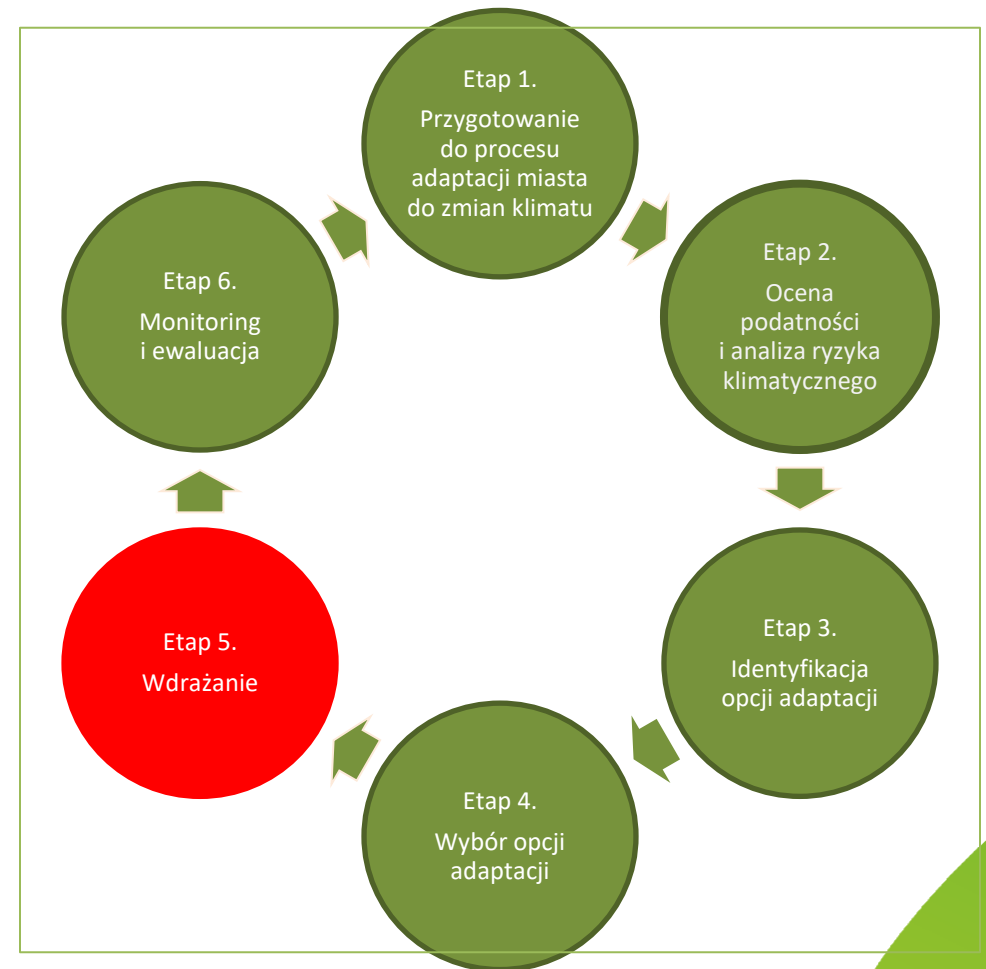 Etap 1.
Przygotowanie
do procesu
adaptacji miasta
do zmian klimatu
Etap 2.
Ocena
podatności
i analiza ryzyka
klimatycznego
Etap 3.
Identyfikacja
opcji adaptacji
Etap 4.
Wybór opcji
adaptacji
Etap 5.
Wdrażanie
Etap 6.
Monitoring
i ewaluacja